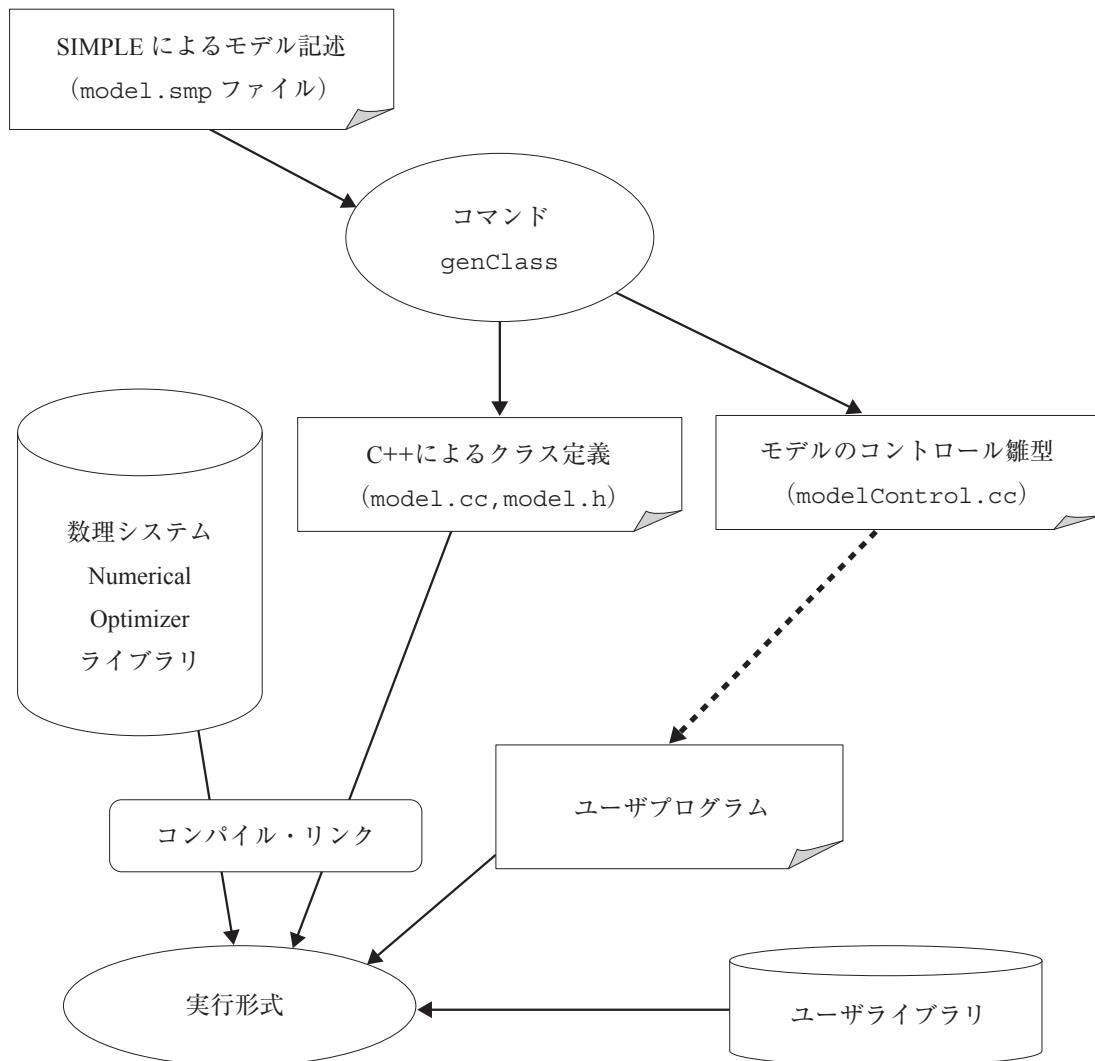 SIMPLE によるモデル記述
（model.smp ファイル）
コマンド
genClass
C++によるクラス定義
（model.cc,model.h）
モデルのコントロール雛型
（modelControl.cc）
数理システム
Numerical
Optimizer
ライブラリ
ユーザプログラム
コンパイル・リンク
実行形式
ユーザライブラリ